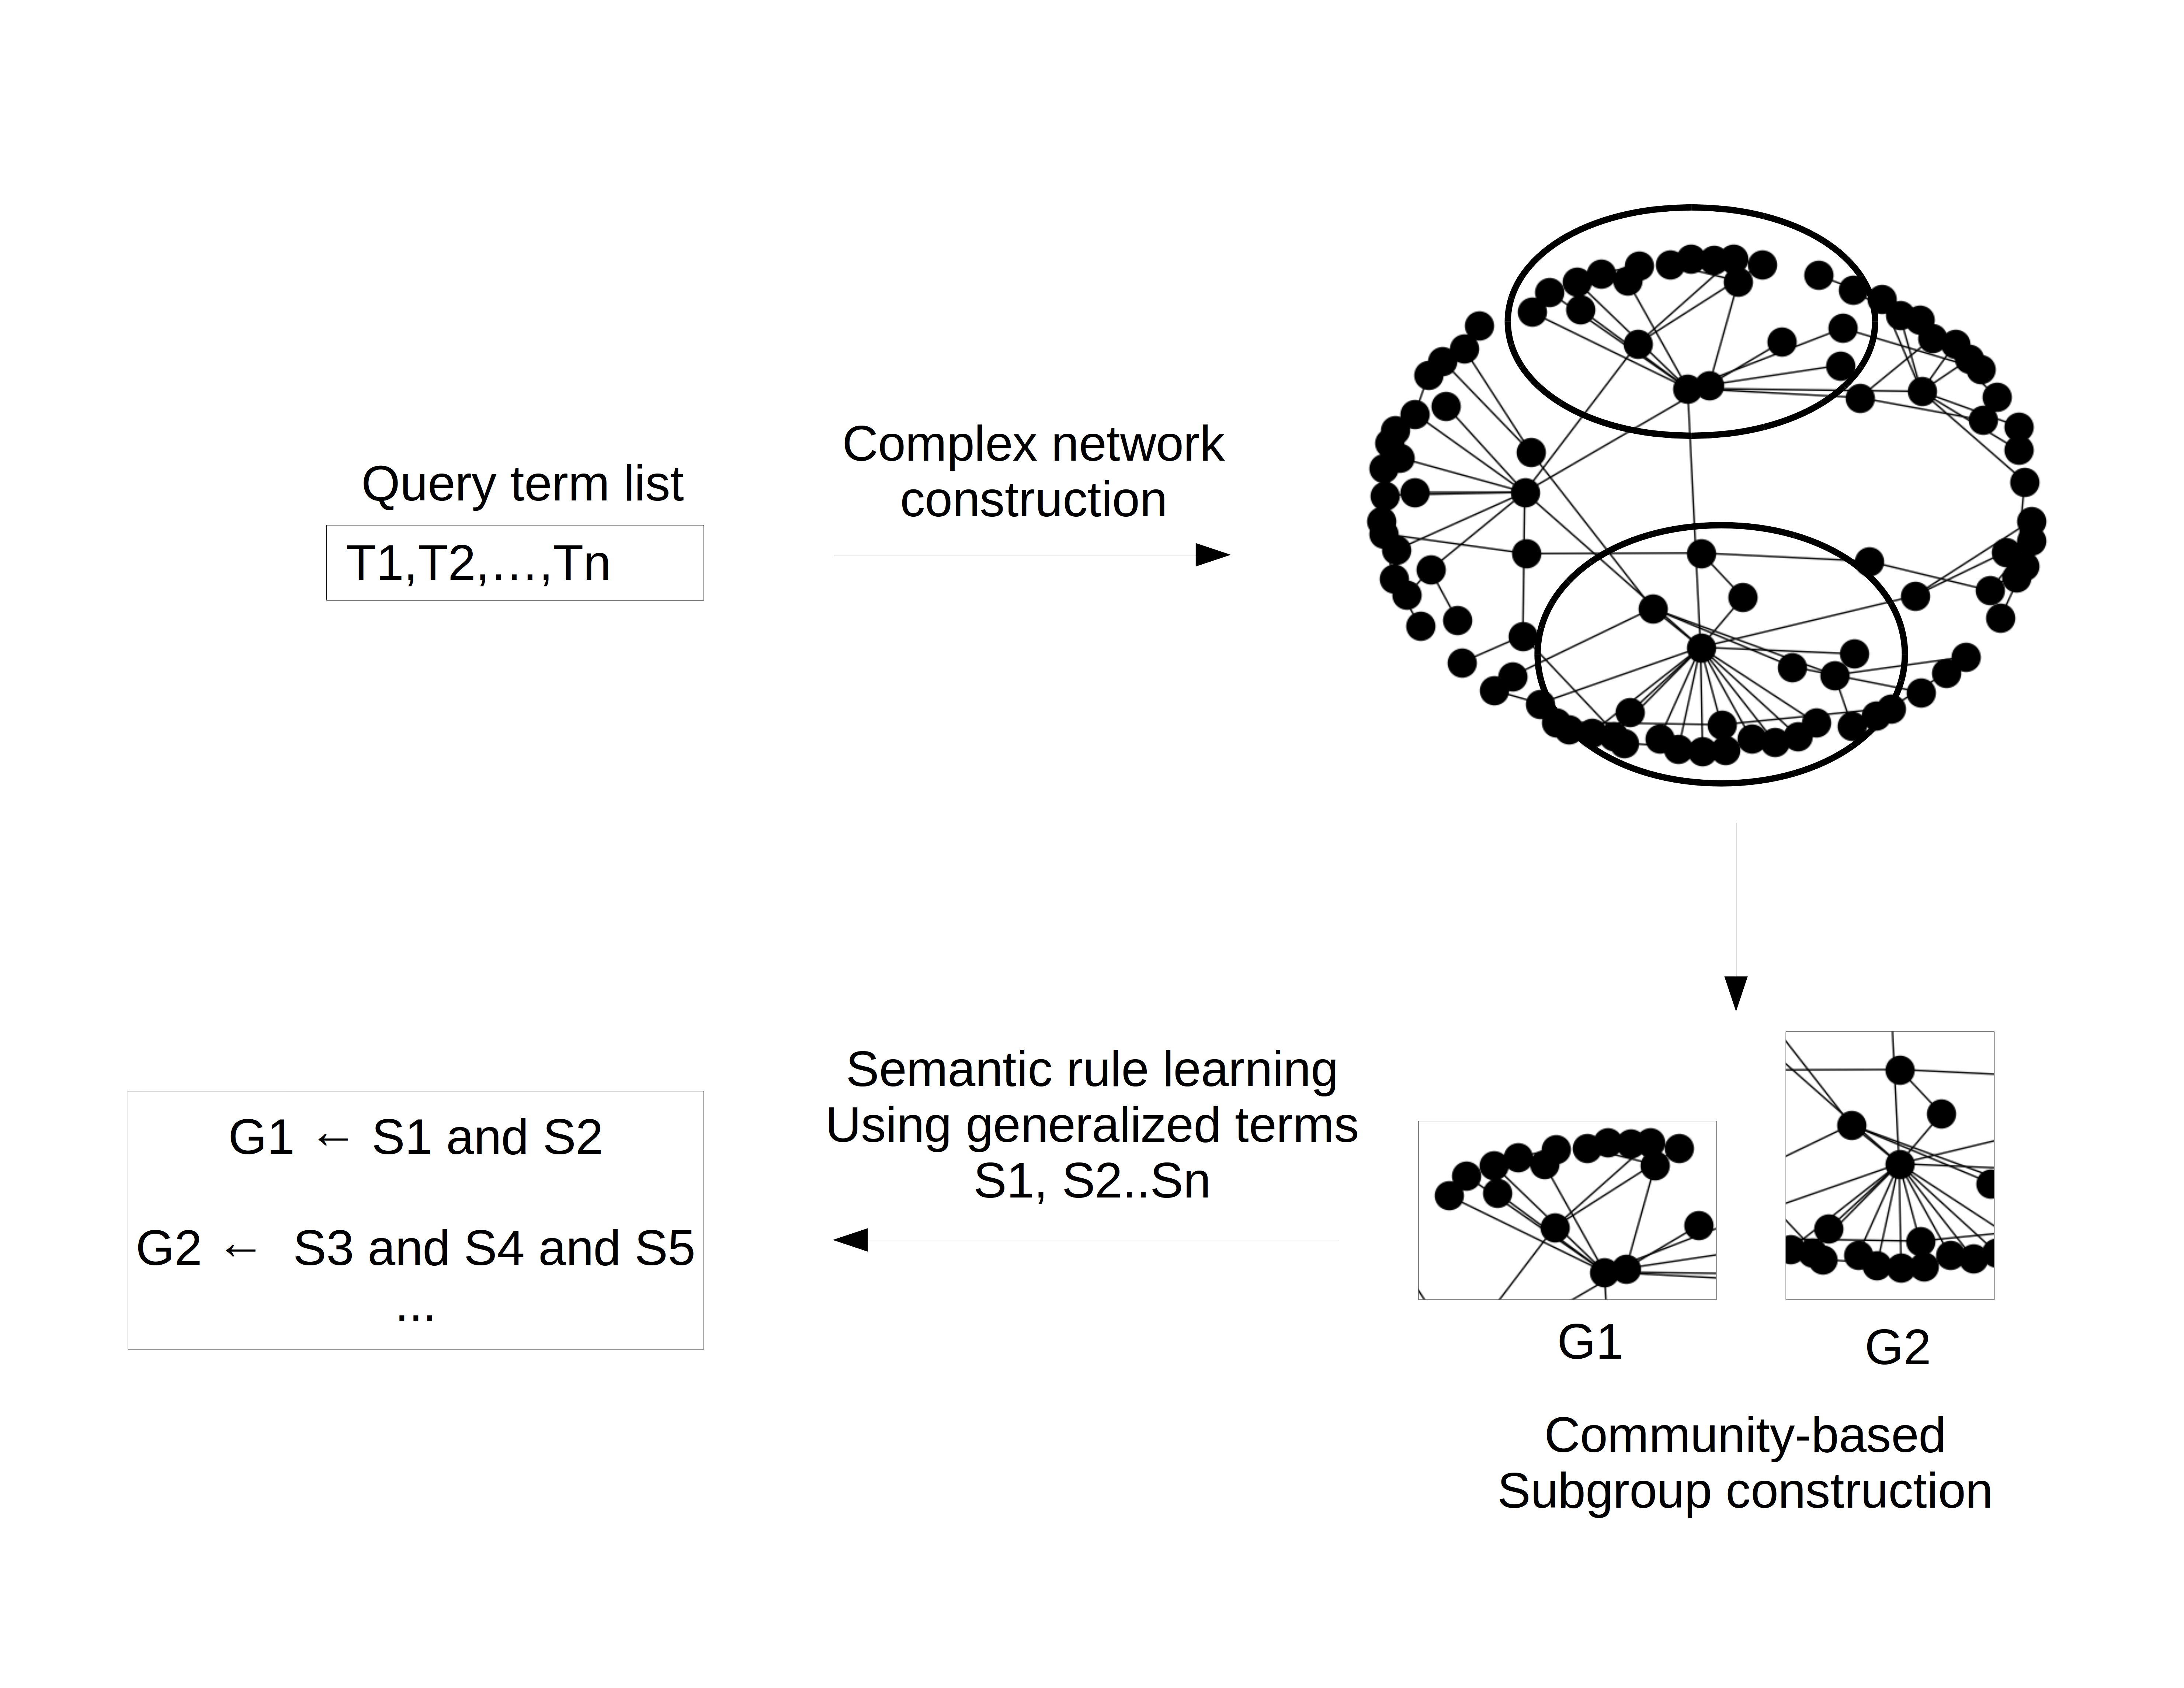 Query term list
T1,T2,…,Tn
Complex network
construction
Semantic rule learning
Using generalized terms
S1, S2..Sn
G1 ← S1 and S2
G2 ← S3 and S4 and S5
...
G1
G2
Community-based
Subgroup construction